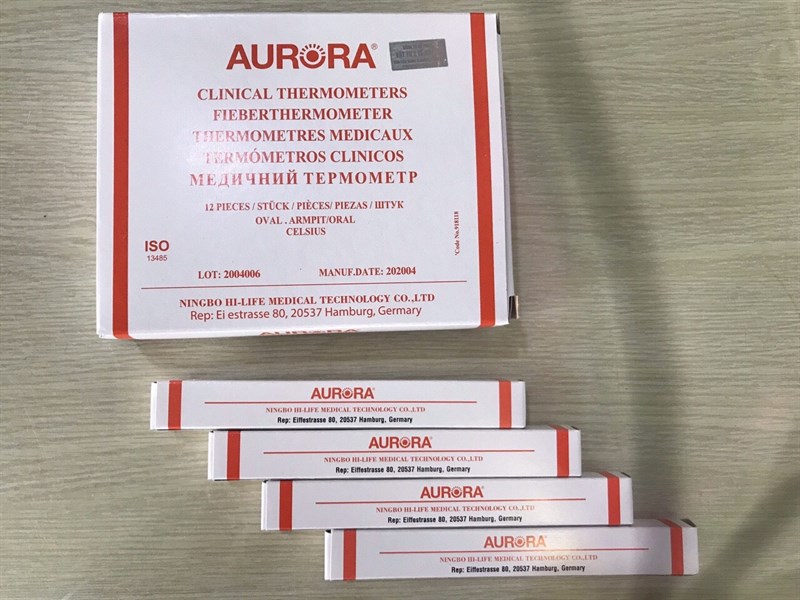 AURORA®
CLINICAL THERMOMETERS
FIEBERTHERMOMETER
THERMOMETRES MEDICAUX
TERMÓMETROS CLINICOS
МЕДИЧНИЙ ТЕРМОМЕТР
12 PIECES / STÜCK / PIÈCES/ PIEZAS / ШТУК
OVAL . ARMPIT/ORAL
CELSIUS
ISO
13485
*Code No.918118
LOT: 2004006 MANUF.DATE: 202004
NINGBO HI-LIFE MEDICAL TECHNOLOGY CO.,LTD
Rep: Ei estrasse 80, 20537 Hamburg, Germany
AURORA
AURORA
NINGBO HI-LIFE MEDICAL TECHNOLOGY CO.,LTD
Rep: Eiffestrasse 80, 20537 Hamburg, Germany
AURORA
NINGBO HI-LIFE MEDICAL TECHNOLOGY CO.,LTD
Rep: Eiffestrasse 80, 20537 Hamburg, Germany
AURORA
NINGBO HI-LIFE MEDICAL TECHNOLOGY CO.,LTD
Rep: Eiffestrasse 80, 20537 Hamburg, Germany
AURORA
NINGBO HI-LIFE MEDICAL TECHNOLOGY CO.,LTD
Rep: Eiffestrasse 80, 20537 Hamburg, Germany